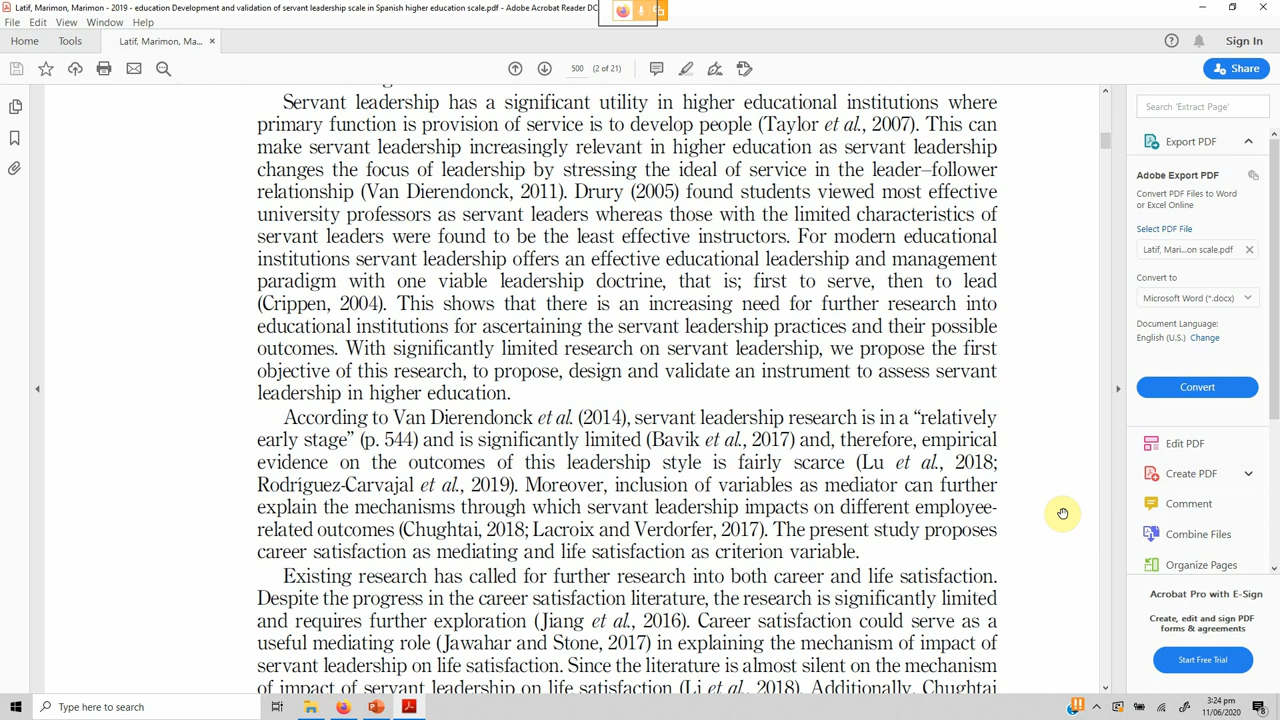 Latif, Marimon - 2019 - education Development and validation of servant leadership scale in Spanish higher education scale.pdf - Adobe Acrobat Reader DC
File Edit View Window Help
Home Tools Latif, Marimon, Ma... × Sign In
500 (2 of 21) Share
Servant leadership has a significant utility in higher educational institutions where
primary function is provision of service is to develop people (Taylor et al., 2007). This can
make servant leadership increasingly relevant in higher education as servant leadership
changes the focus of leadership by stressing the ideal of service in the leader–follower
relationship (Van Dierendonck, 2011). Drury (2005) found students viewed most effective
university professors as servant leaders whereas those with the limited characteristics of
servant leaders were found to be the least effective instructors. For modern educational
institutions servant leadership offers an effective educational leadership and management
paradigm with one viable leadership doctrine, that is; first to serve, then to lead
(Crippen, 2004). This shows that there is an increasing need for further research into
educational institutions for ascertaining the servant leadership practices and their possible
outcomes. With significantly limited research on servant leadership, we propose the first
objective of this research, to propose, design and validate an instrument to assess servant
leadership in higher education.
According to Van Dierendonck et al. (2014), servant leadership research is in a “relatively
early stage” (p. 544) and is significantly limited (Bavik et al., 2017) and, therefore, empirical
evidence on the outcomes of this leadership style is fairly scarce (Lu et al., 2018;
Rodríguez-Carvajal et al., 2019). Moreover, inclusion of variables as mediator can further
explain the mechanisms through which servant leadership impacts on different employee-
related outcomes (Chughtai, 2018; Lacroix and Verdorfer, 2017). The present study proposes
career satisfaction as mediating and life satisfaction as criterion variable.
Existing research has called for further research into both career and life satisfaction.
Despite the progress in the career satisfaction literature, the research is significantly limited
and requires further exploration (Jiang et al., 2016). Career satisfaction could serve as a
useful mediating role (Jawahar and Stone, 2017) in explaining the mechanism of impact of
servant leadership on life satisfaction. Since the literature is almost silent on the mechanism
of impact of servant leadership on life satisfaction (Li et al., 2018). Additionally, Chughtai
Search 'Extract Page'
Export PDF
Adobe Export PDF
Convert PDF Files to Word
or Excel Online
Select PDF File
Latif, Mari...on scale.pdf
Convert to
Microsoft Word (*.docx)
Document Language:
English (U.S.) Change
Convert
Edit PDF
Create PDF
Comment
Combine Files
Organize Pages
Acrobat Pro with E-Sign
Create, edit and sign PDF
forms & agreements
Start Free Trial
Type here to search
3:24 pm
11/06/2020
8